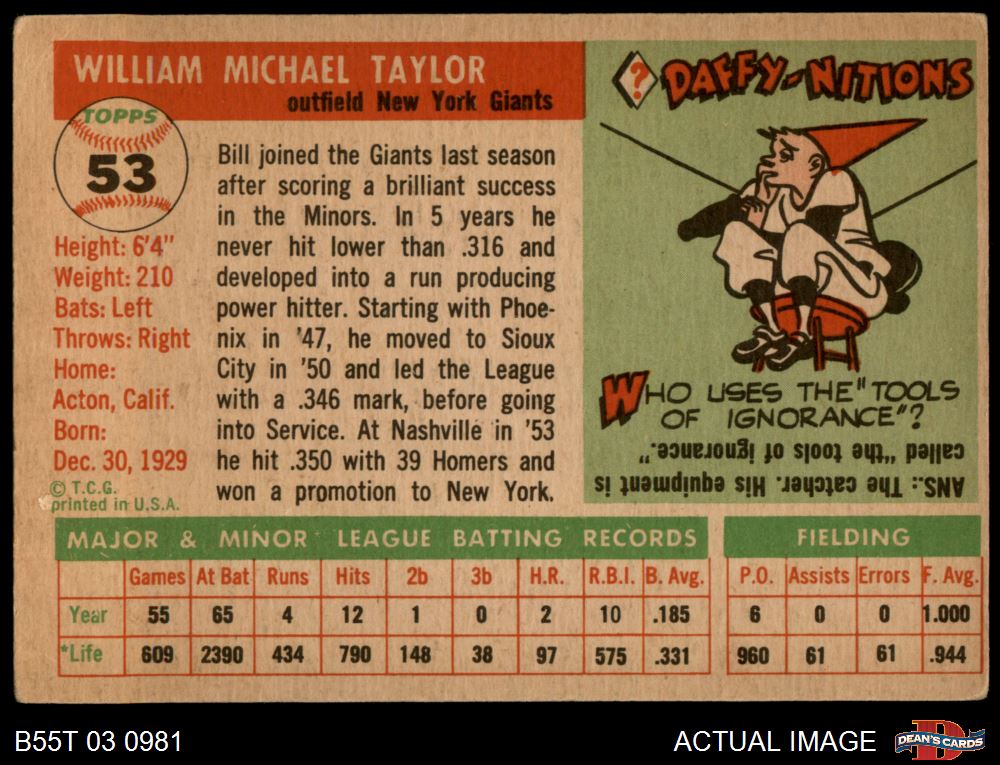 WILLIAM MICHAEL TAYLOR
outfield New York Giants
TOPPS
53
Height: 6'4"
Weight: 210
Bats: Left
Throws: Right
Home:
Acton, Calif.
Born:
Dec. 30, 1929
© T.C.G.
printed in U.S.A.
Bill joined the Giants last season
after scoring a brilliant success
in the Minors. In 5 years he
never hit lower than .316 and
developed into a run producing
power hitter. Starting with Phoe-
nix in '47, he moved to Sioux
City in '50 and led the League
with a .346 mark, before going
into Service. At Nashville in '53
he hit .350 with 39 Homers and
won a promotion to New York.
? DAFFY-NITIONS
WHO USES THE "TOOLS
OF IGNORANCE"?
ANS.: The catcher. His equipment is
called "the tools of ignorance."
MAJOR & MINOR LEAGUE BATTING RECORDS FIELDING
Games At Bat Runs Hits 2b 3b H.R. R.B.I. B. Avg. P.O. Assists Errors F. Avg.
Year 55 65 4 12 1 0 2 10 .185 6 0 0 1.000
*Life 609 2390 434 790 148 38 97 575 .331 960 61 61 .944
B55T 03 0981
ACTUAL IMAGE
DEAN'S CARDS